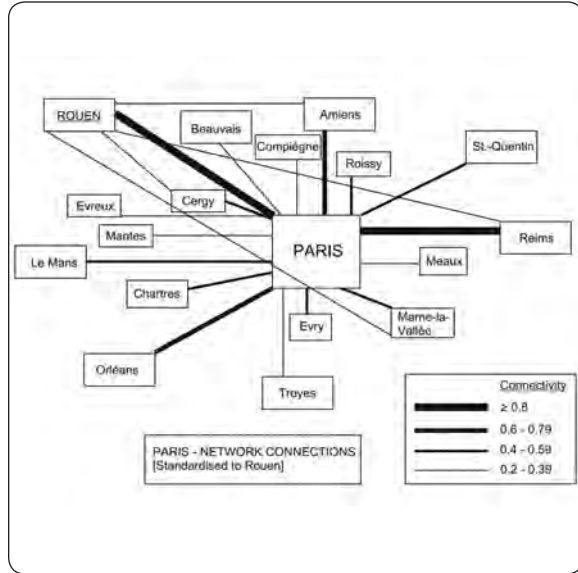 ROUEN
Amiens
Beauvais
Compiègne
St.-Quentin
Roissy
Cergy
Evreux
Mantes
PARIS
Reims
Le Mans
Meaux
Chartres
Marne-la-
Vallée
Evry
Orléans
Troyes
Connectivity
≥ 0.8
0.6 - 0.79
0.4 - 0.59
0.2 - 0.39
PARIS - NETWORK CONNECTIONS
[Standardised to Rouen]